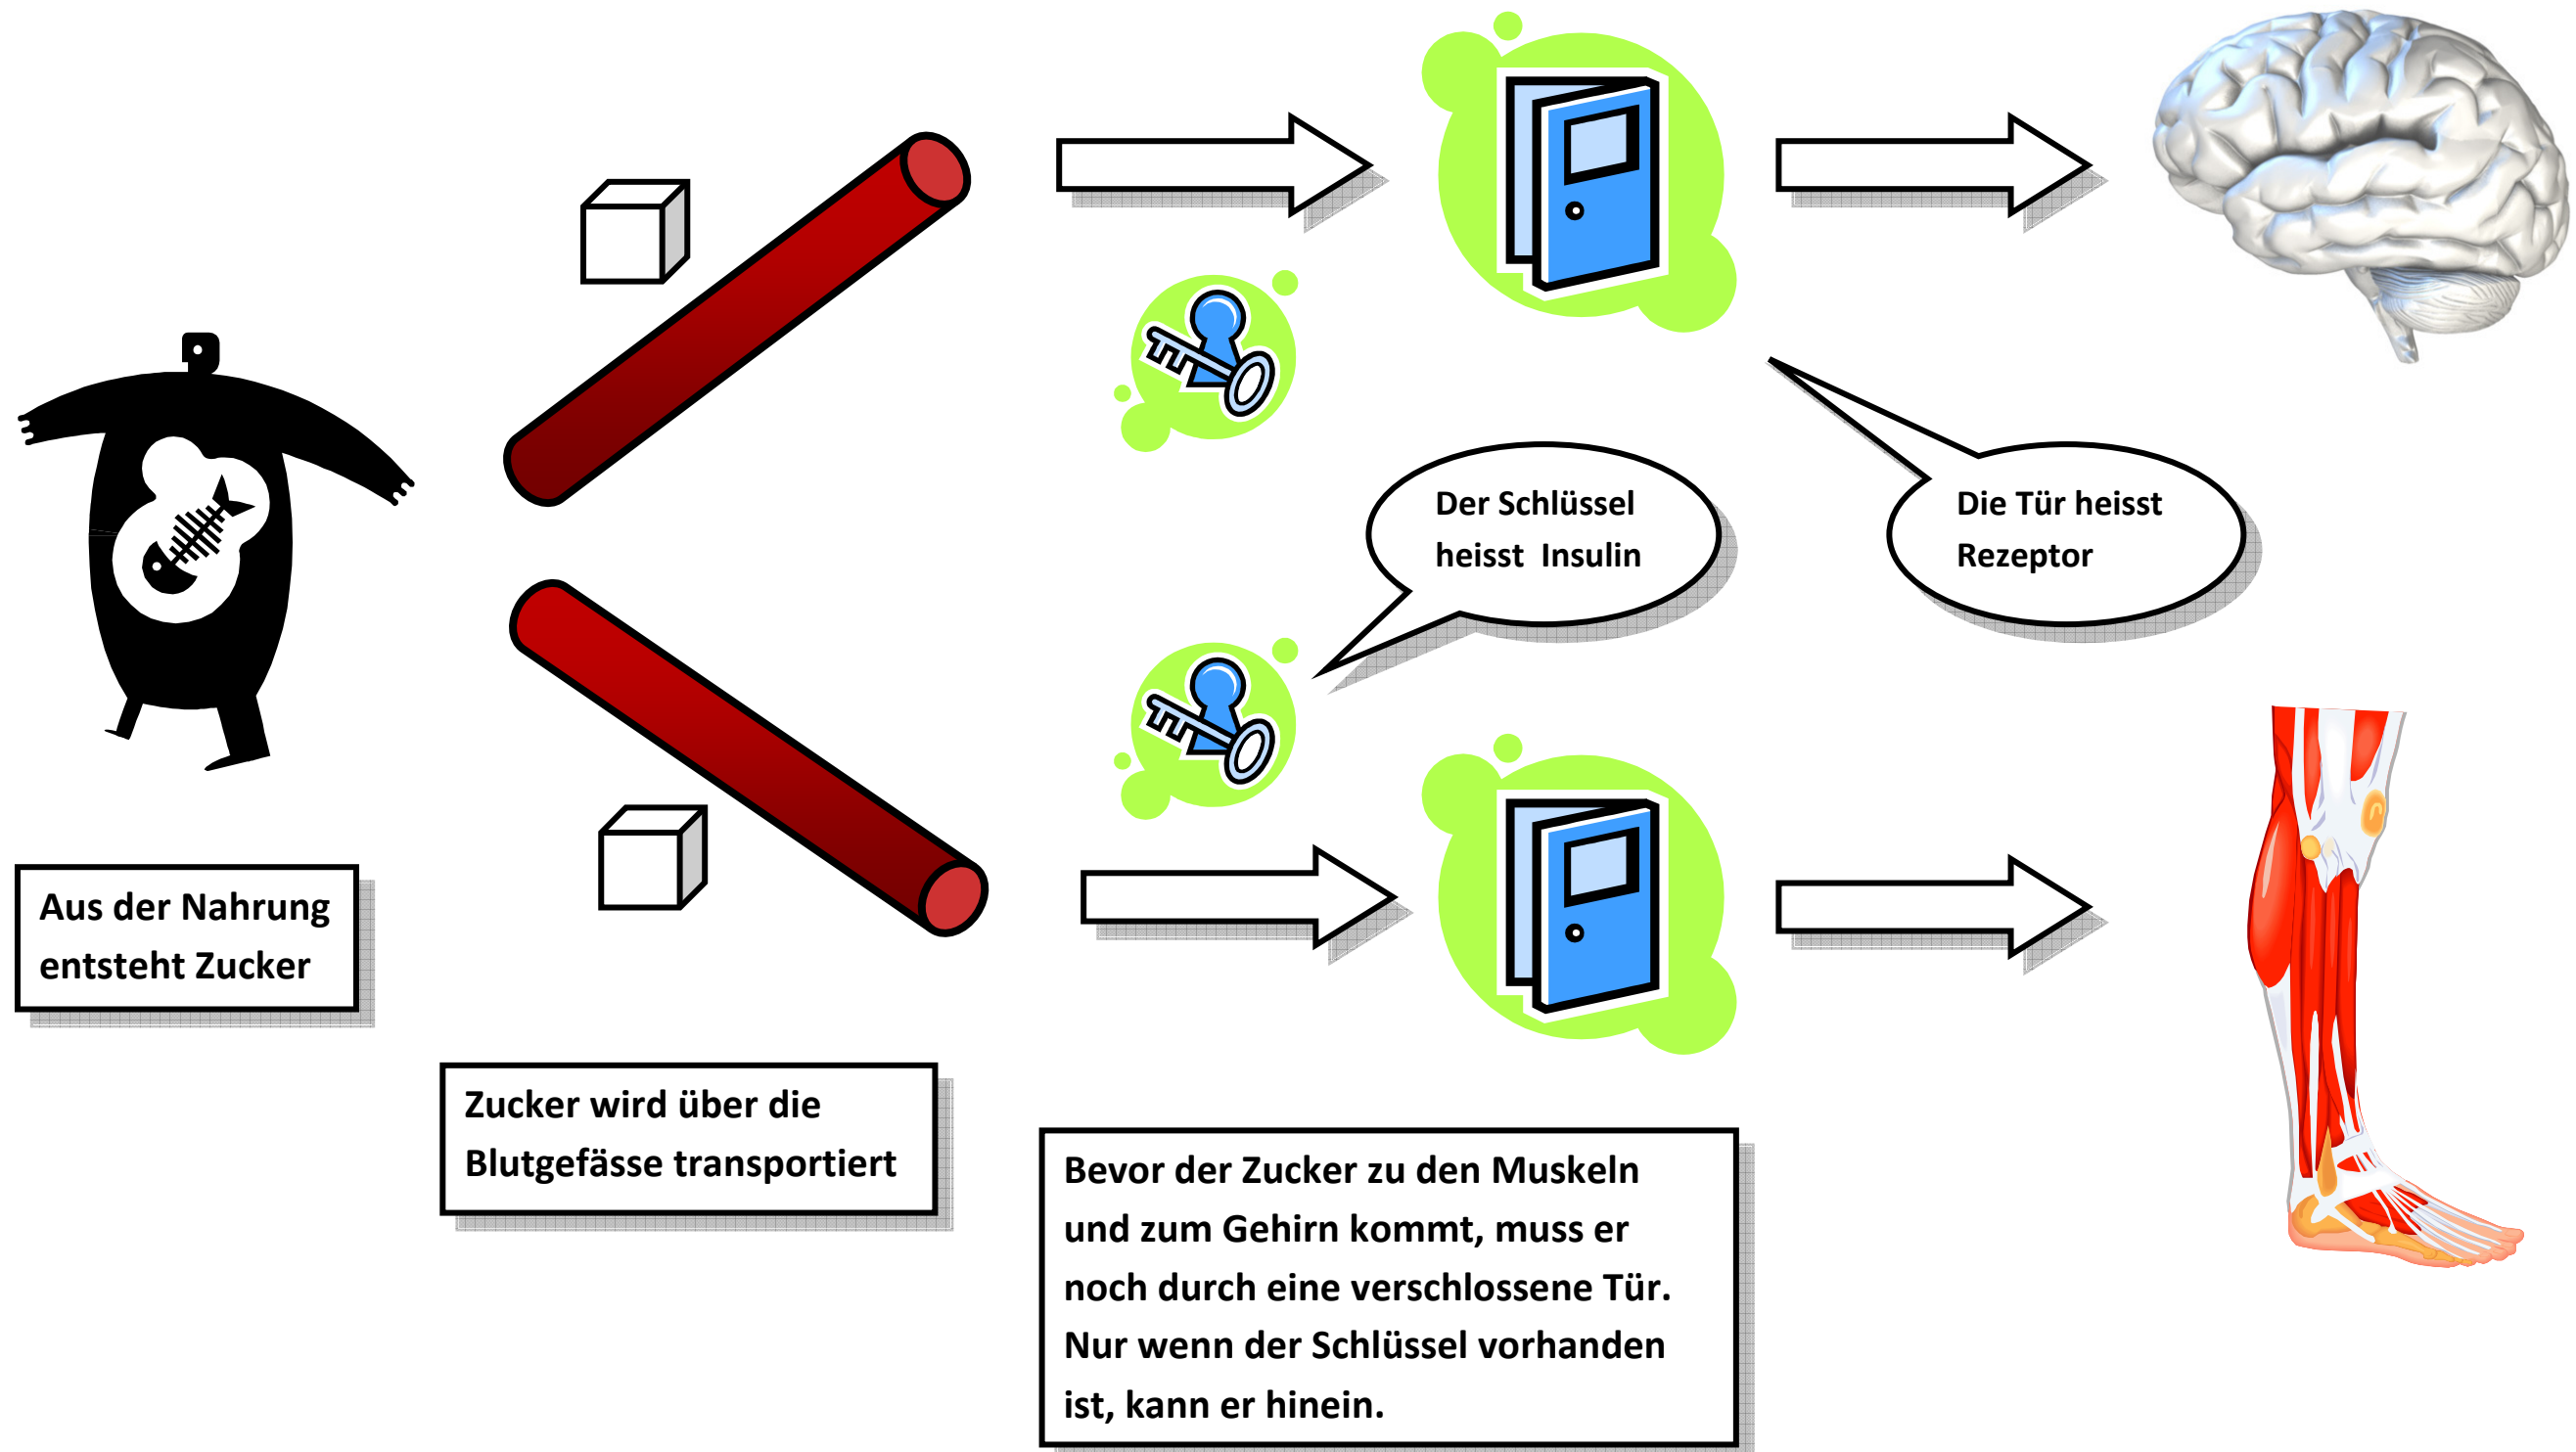 Der Schlüssel
heisst Insulin
Die Tür heisst
Rezeptor
Aus der Nahrung
entsteht Zucker
Zucker wird über die
Blutgefässe transportiert
Bevor der Zucker zu den Muskeln
und zum Gehirn kommt, muss er
noch durch eine verschlossene Tür.
Nur wenn der Schlüssel vorhanden
ist, kann er hinein.